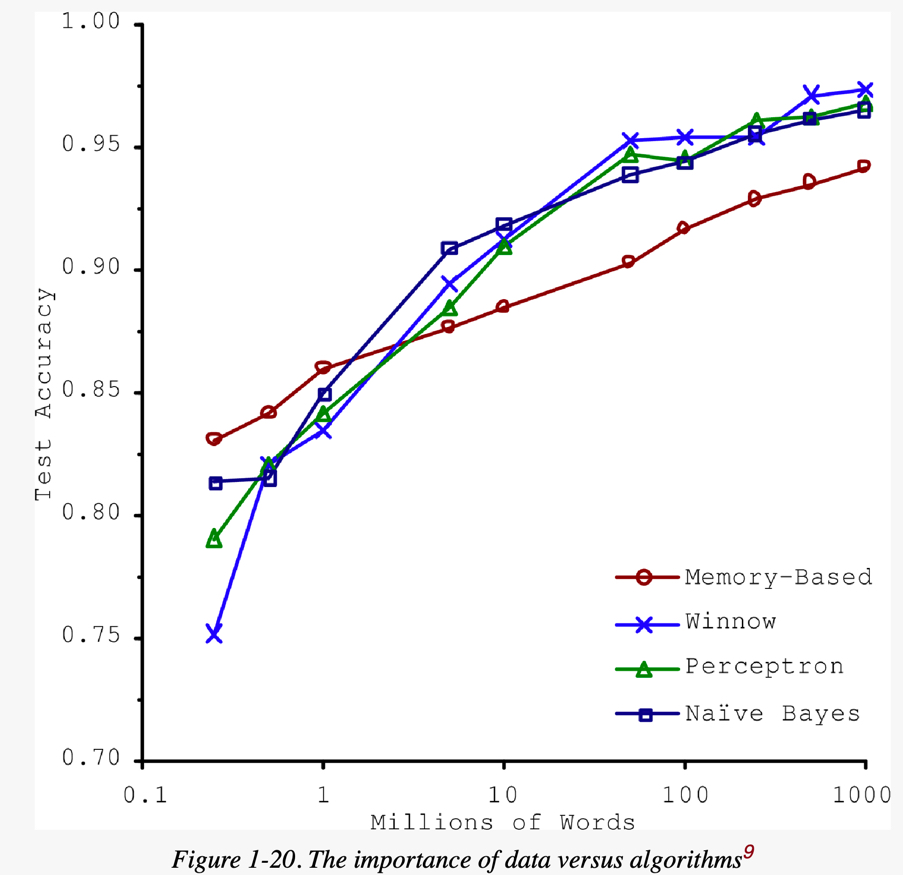 1.00
0.95
0.90
0.85
0.80
0.75
0.70
Test Accuracy
Memory-Based
Winnow
Perceptron
Naïve Bayes
0.1 1 10 100 1000
Millions of Words
Figure 1-20. The importance of data versus algorithms9